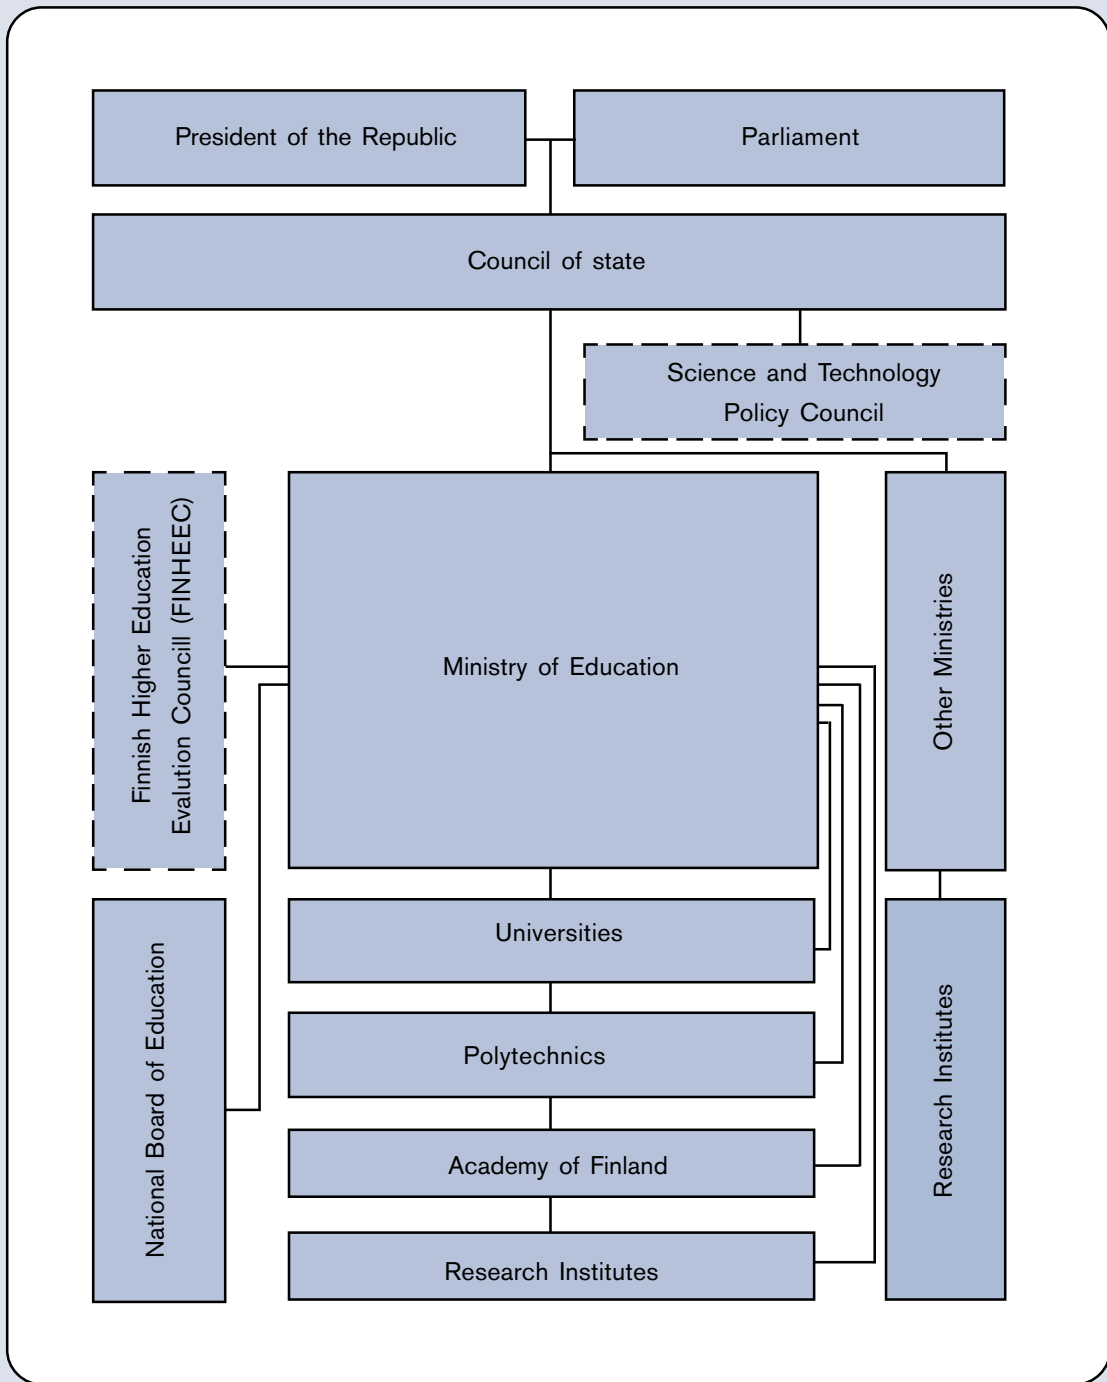 President of the Republic
Parliament
Council of state
Science and Technology
Policy Council
Finnish Higher Education
Evalution Councill (FINHEEC)
Ministry of Education
Other Ministries
Universities
National Board of Education
Polytechnics
Research Institutes
Academy of Finland
Research Institutes